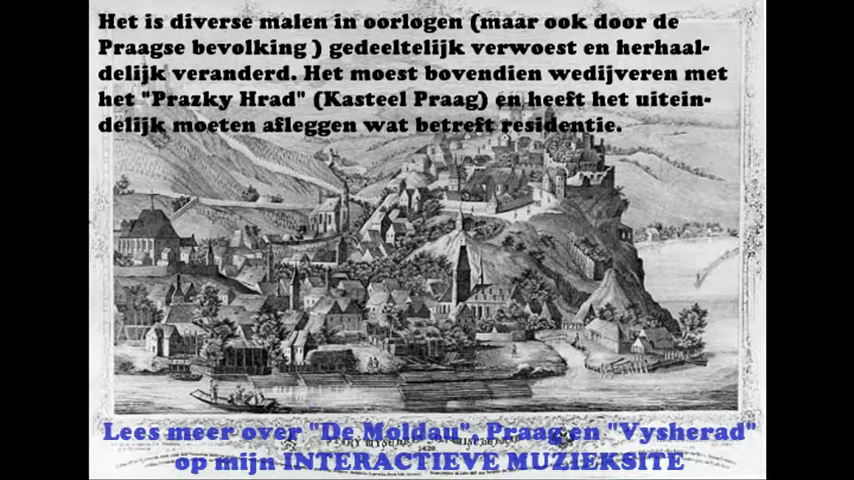 Het is diverse malen in oorlogen (maar ook door de
Praagse bevolking ) gedeeltelijk verwoest en herhaal-
delijk veranderd. Het moest bovendien wedijveren met
het "Prazky Hrad" (Kasteel Praag) en heeft het uitein-
delijk moeten afleggen wat betreft residentie.
Lees meer over "De Moldau", Praag en "Vysherad"
1420
op mijn INTERACTIEVE MUZIEKSITE